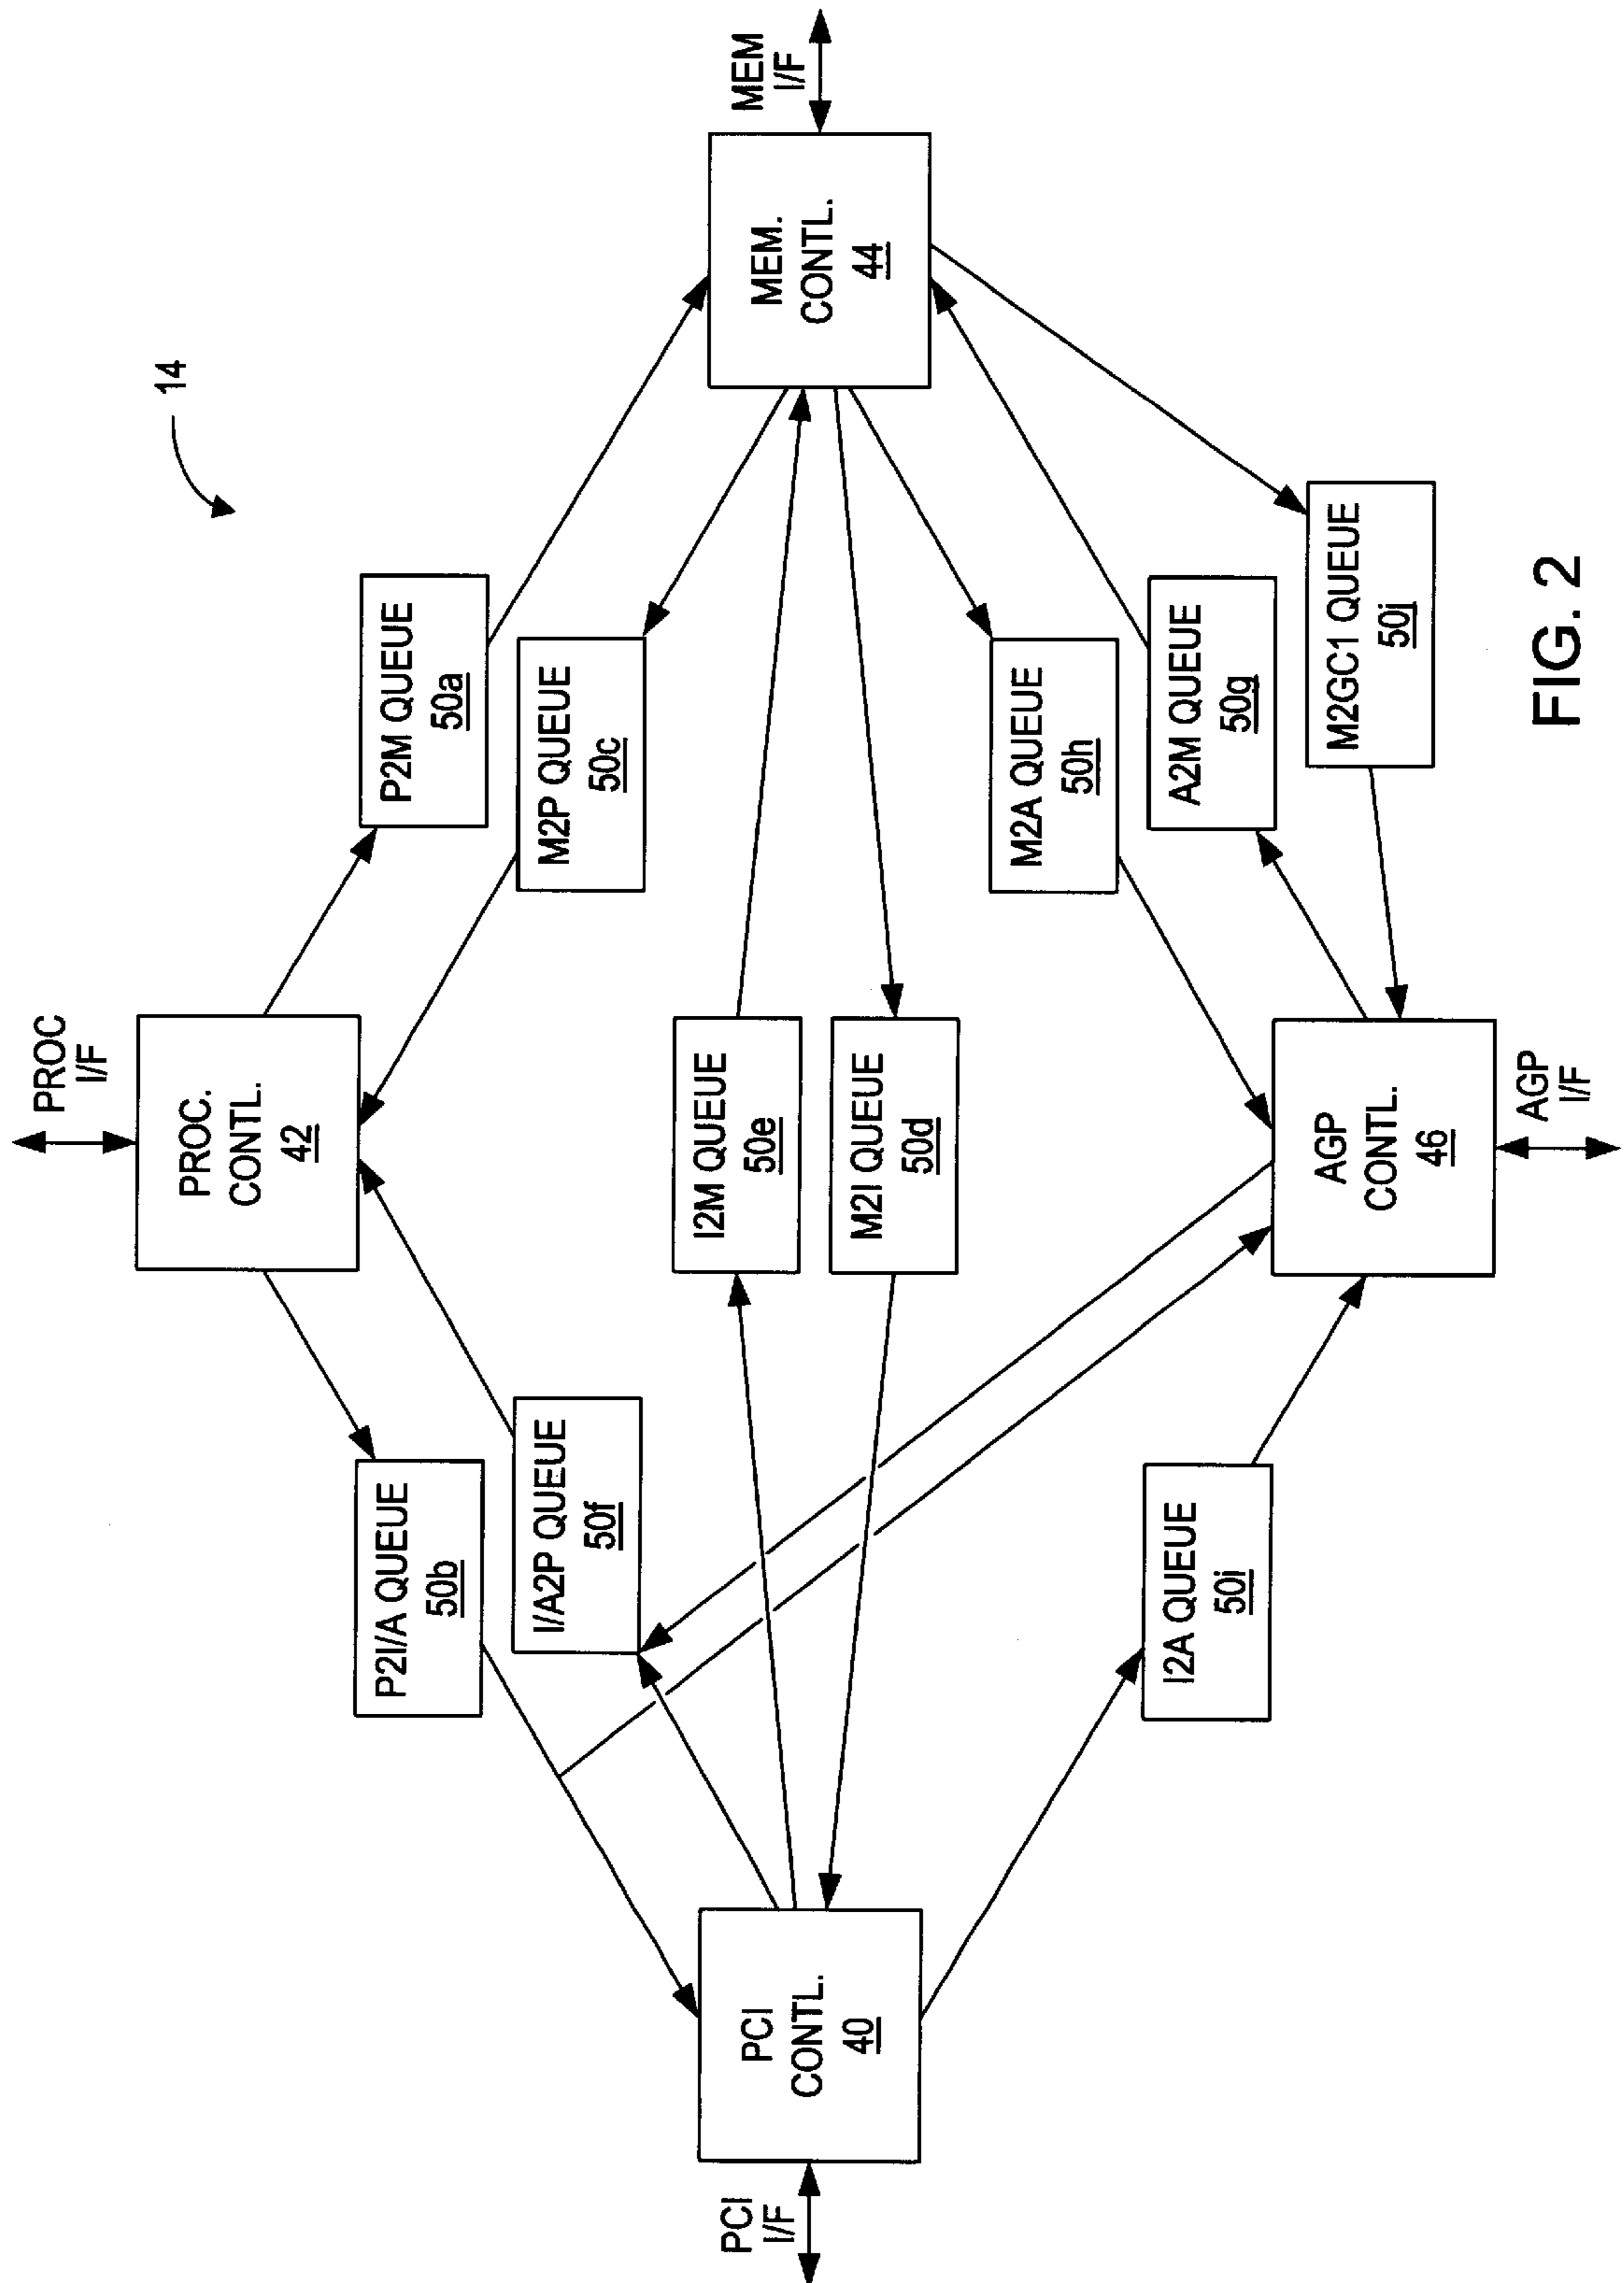 14
PROC
I/F
PROC.
CONTL.
42
P2I/A QUEUE
50b
P2M QUEUE
50a
I/A2P QUEUE
50f
M2P QUEUE
50c
PCI
I/F
PCI
CONTL.
40
I2M QUEUE
50e
M2I QUEUE
50d
MEM.
CONTL.
44
MEM
I/F
M2A QUEUE
50h
I2A QUEUE
50i
A2M QUEUE
50g
AGP
CONTL.
46
M2GC1 QUEUE
50j
AGP
I/F
FIG. 2